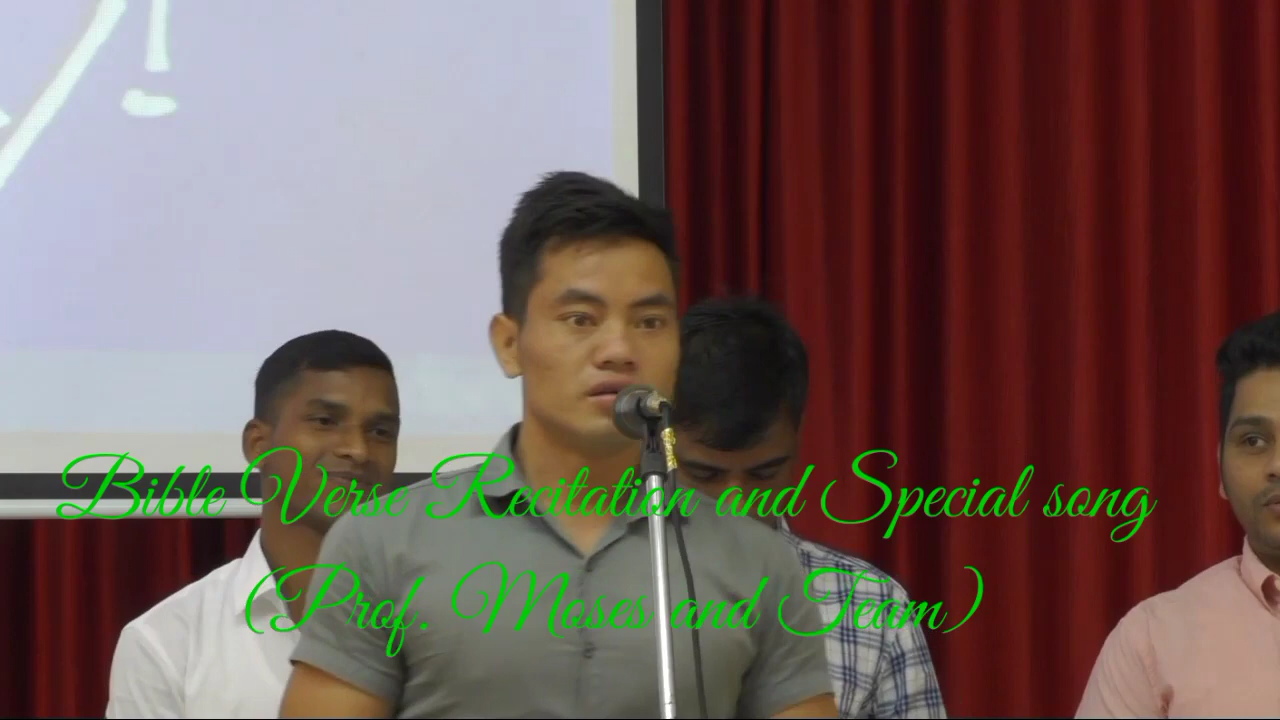 Bible Verse Recitation and Special song
(Prof. Moses and Team)